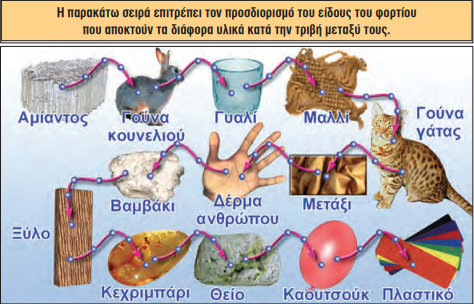 Η παρακάτω σειρά επιτρέπει τον προσδιορισμό του είδους του φορτίου
που αποκτούν τα διάφορα υλικά κατά την τριβή μεταξύ τους.
Αμίαντος
Γούνα
κουνελιού
Γυαλί
Μαλλί
Γούνα
γάτας
Μετάξι
Δέρμα
ανθρώπου
Βαμβάκι
Ξύλο
Κεχριμπάρι
Θείο
Καουτσούκ
Πλαστικό